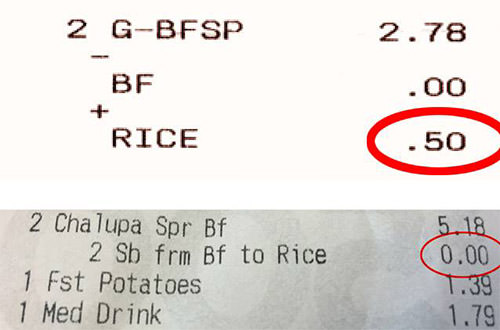 2 G-BFSP 2.78
-
BF .00
+
RICE .50
2 Chalupa Spr Bf 5.18
2 Sb frm Bf to Rice 0.00
1 Fst Potatoes 1.39
1 Med Drink 1.79